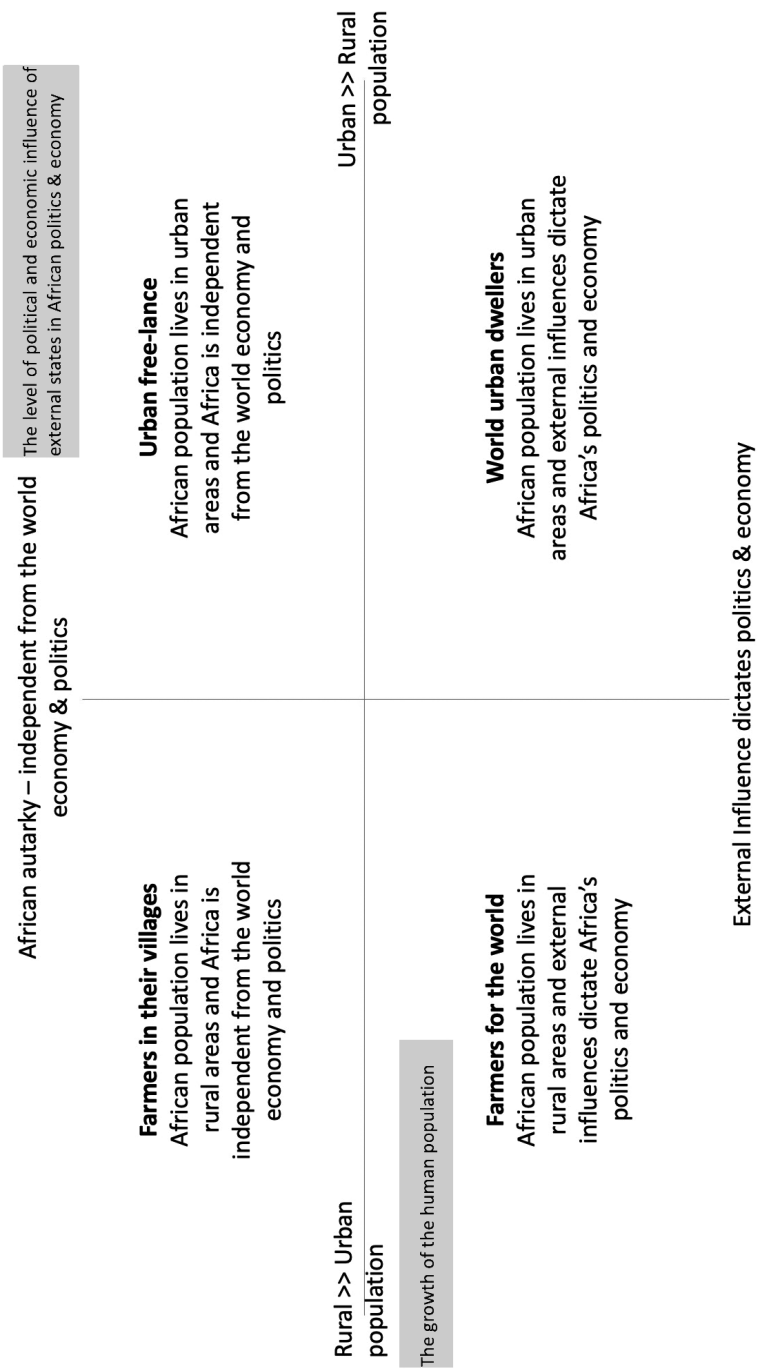 African autarky – independent from the world
economy & politics
The level of political and economic influence of
external states in African politics & economy
Farmers in their villages
African population lives in
rural areas and Africa is
independent from the world
economy and politics
Urban free-lance
African population lives in urban
areas and Africa is independent
from the world economy and
politics
Rural >> Urban
population
Urban >> Rural
population
The growth of the human population
Farmers for the world
African population lives in
rural areas and external
influences dictate Africa's
politics and economy
World urban dwellers
African population lives in urban
areas and external influences dictate
Africa's politics and economy
External Influence dictates politics & economy